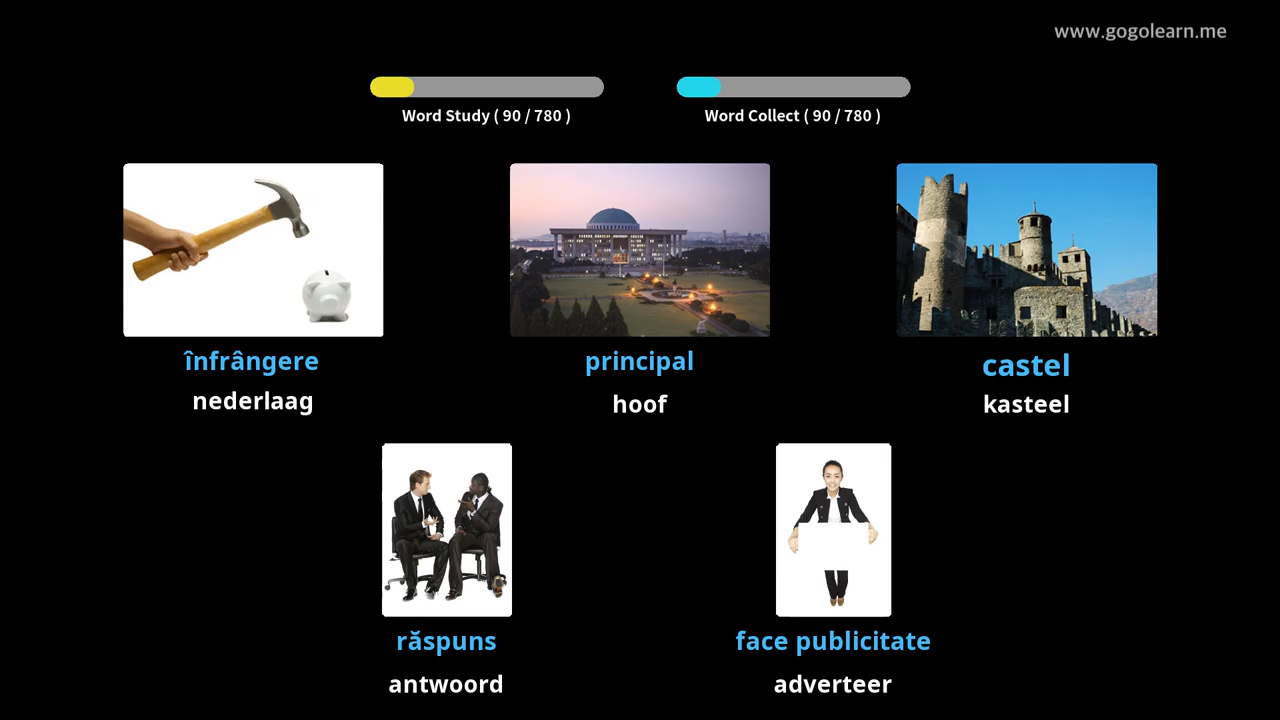 www.gogolearn.me
Word Study ( 90 / 780 )
Word Collect ( 90 / 780 )
înfrângere
principal
castel
nederlaag
hoof
kasteel
răspuns
face publicitate
antwoord
adverteer